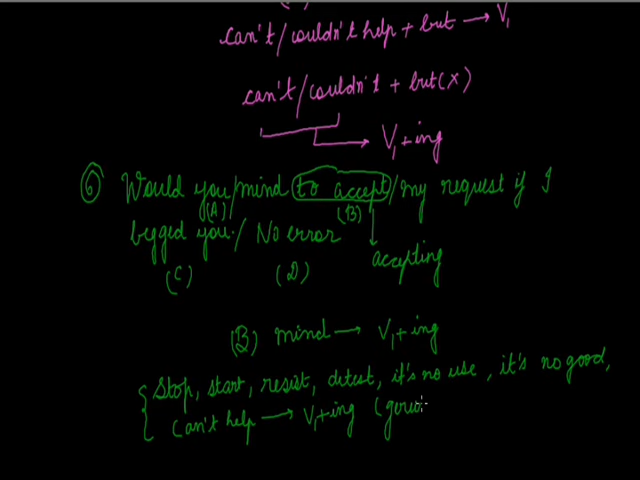 can't/couldn't help + but → V1
can't/couldn't + but (x)
→ V1 + ing
⑥ Would you/mind to accept/my request if I
(A) (B)
begged you./ No error
accepting
(C) (D)
(B) mind → V1 + ing
Stop, start, resist, detest, it's no use, it's no good,
can't help → V1 + ing (geru